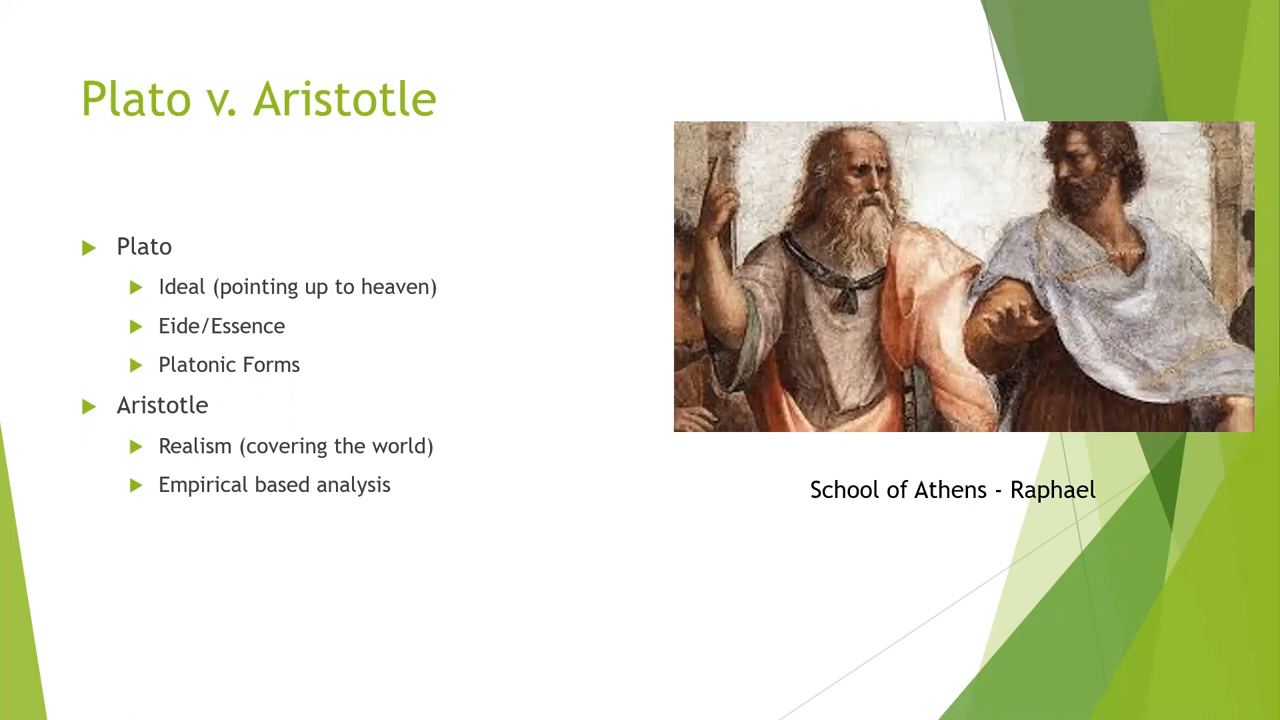 Plato v. Aristotle
Plato
Ideal (pointing up to heaven)
Eide/Essence
Platonic Forms
Aristotle
Realism (covering the world)
Empirical based analysis
School of Athens - Raphael